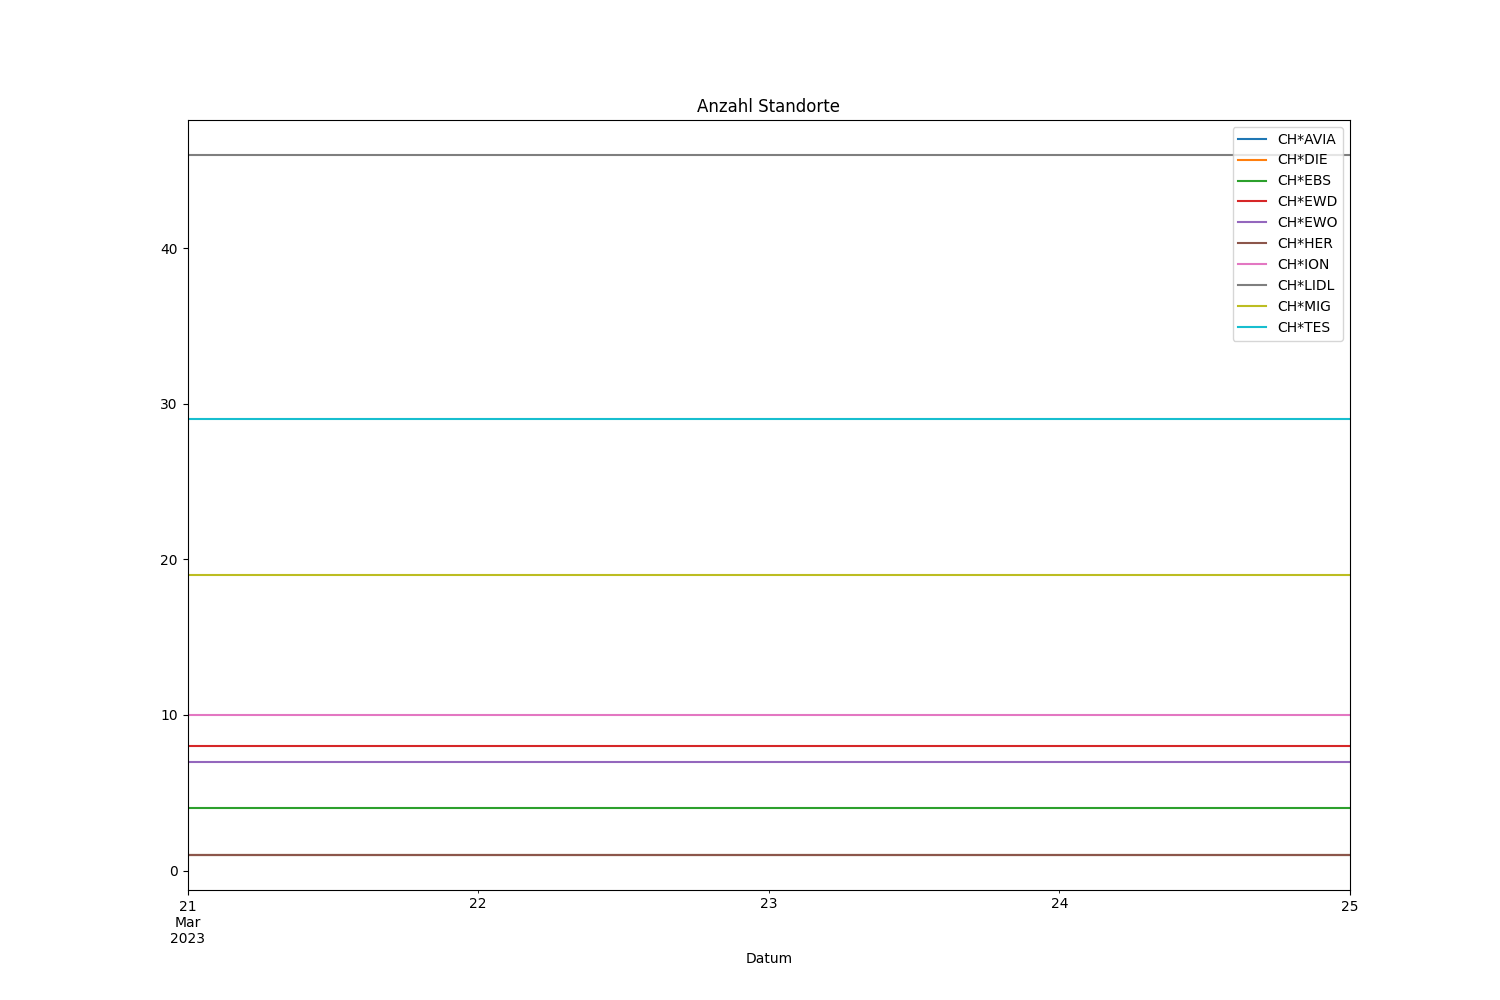 Anzahl Standorte
CH*AVIA
CH*DIE
CH*EBS
CH*EWD
CH*EWO
CH*HER
CH*ION
CH*LIDL
CH*MIG
CH*TES
40
30
20
10
0
21
22
23
24
25
Mar
2023
Datum